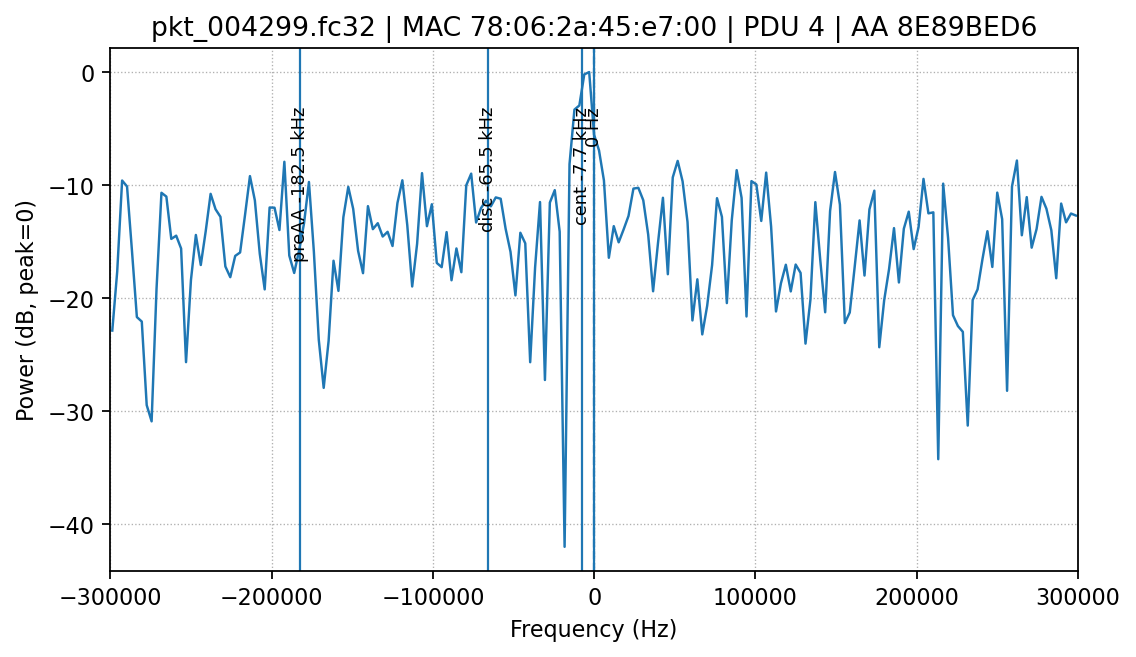 pkt_004299.fc32 | MAC 78:06:2a:45:e7:00 | PDU 4 | AA 8E89BED6
Power (dB, peak=0)
0
−10
−20
−30
−40
preAA -182.5 kHz
disc -65.5 kHz
cent -7.7 kHz
0 Hz
−300000
−200000
−100000
0
100000
200000
300000
Frequency (Hz)